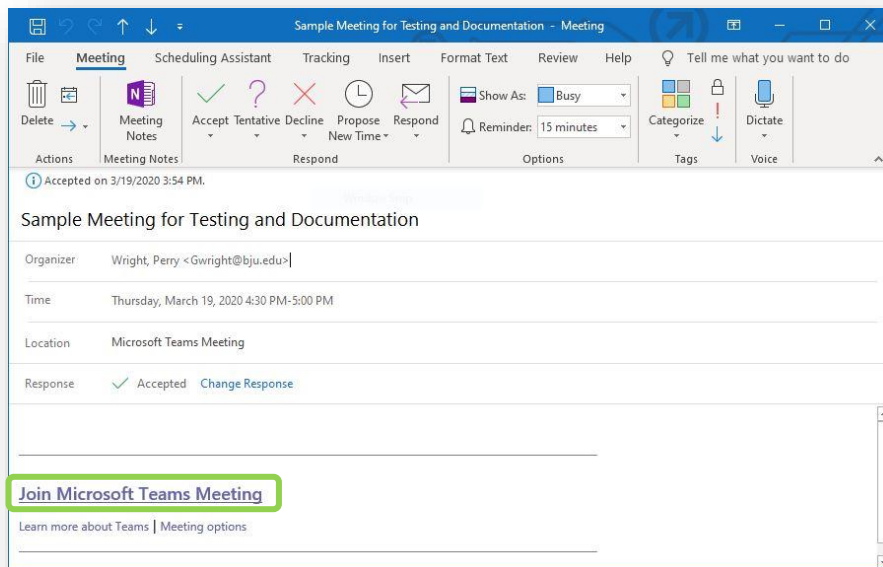 Sample Meeting for Testing and Documentation - Meeting
File Meeting Scheduling Assistant Tracking Insert Format Text Review Help Tell me what you want to do
Delete
Meeting Notes
Accept Tentative Decline Propose New Time Respond
Show As: Busy
Reminder: 15 minutes
Categorize
Dictate
Actions Meeting Notes Respond Options Tags Voice
Accepted on 3/19/2020 3:54 PM.
Sample Meeting for Testing and Documentation
Organizer Wright, Perry <Gwright@bju.edu>
Time Thursday, March 19, 2020 4:30 PM-5:00 PM
Location Microsoft Teams Meeting
Response Accepted Change Response
Join Microsoft Teams Meeting
Learn more about Teams | Meeting options